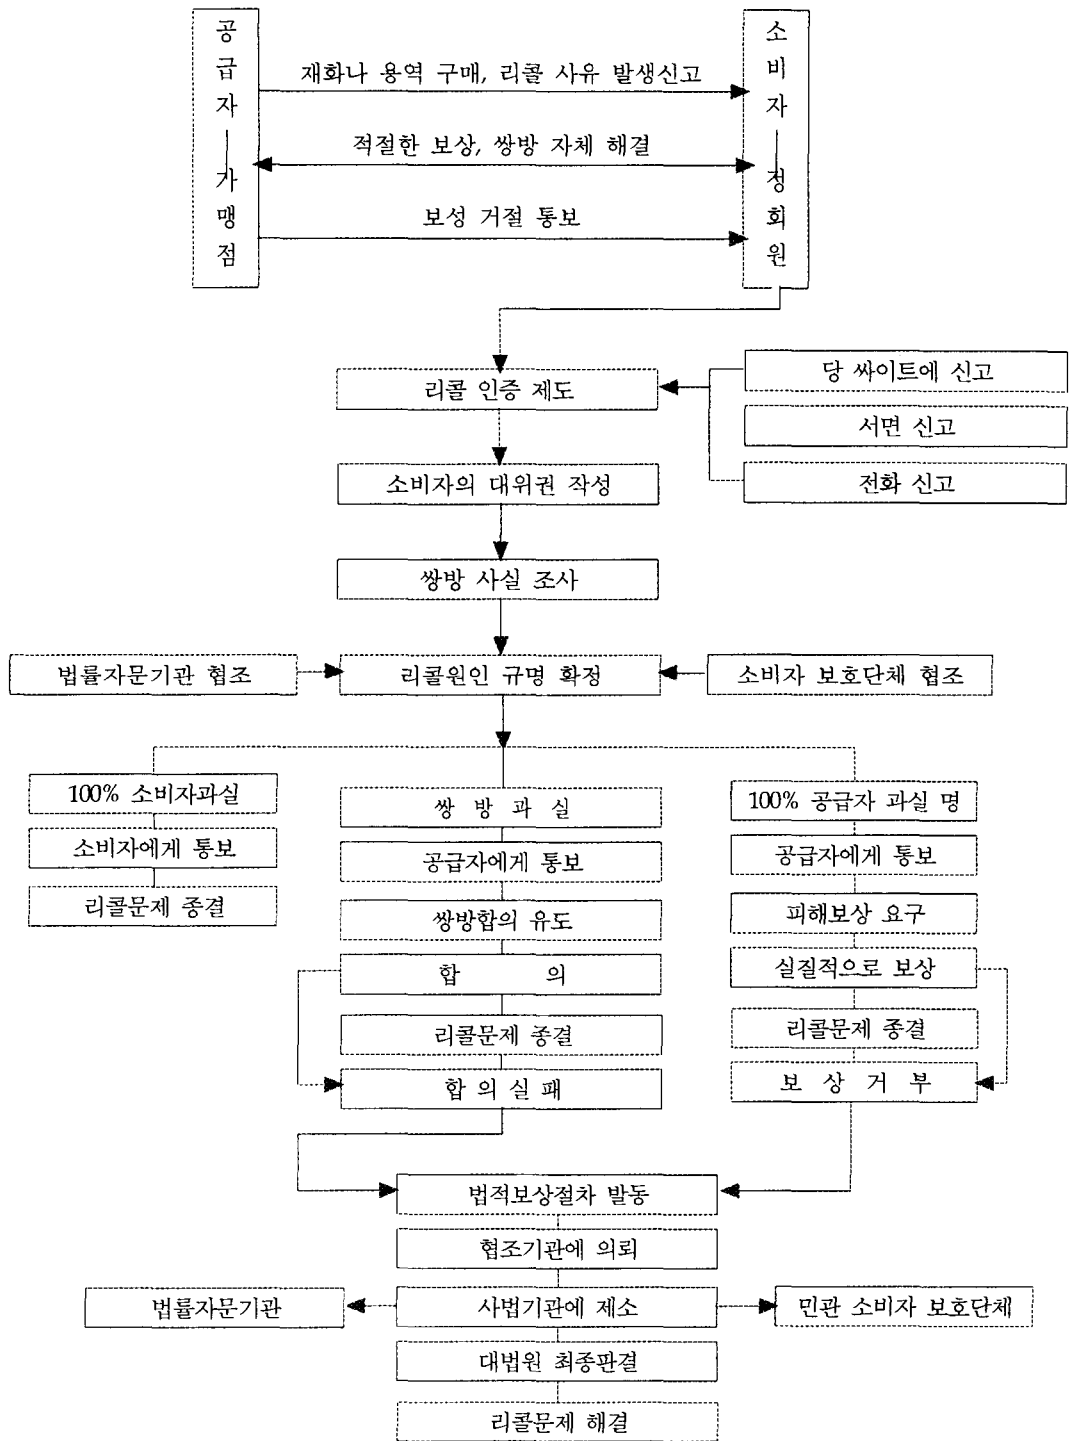 공급자—가맹점
소비자—정회원
재화나 용역 구매, 리콜 사유 발생신고
적절한 보상, 쌍방 자체 해결
보성 거절 통보
리콜 인증 제도
당 싸이트에 신고
서면 신고
전화 신고
소비자의 대위권 작성
쌍방 사실 조사
법률자문기관 협조
리콜원인 규명 확정
소비자 보호단체 협조
100% 소비자과실
소비자에게 통보
리콜문제 종결
쌍 방 과 실
공급자에게 통보
쌍방합의 유도
합 의
리콜문제 종결
합 의 실 패
100% 공급자 과실 명
공급자에게 통보
피해보상 요구
실질적으로 보상
리콜문제 종결
보 상 거 부
법적보상절차 발동
협조기관에 의뢰
법률자문기관
사법기관에 제소
민관 소비자 보호단체
대법원 최종판결
리콜문제 해결